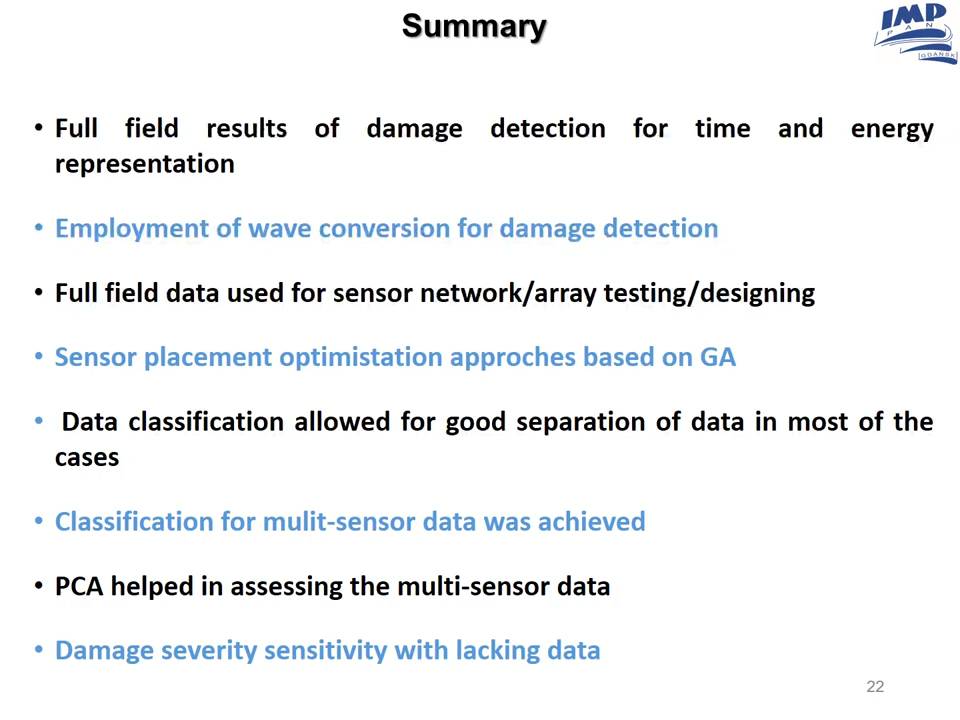 Summary
IMP
PAN
GDAŃSK
• Full field results of damage detection for time and energy
representation
• Employment of wave conversion for damage detection
• Full field data used for sensor network/array testing/designing
• Sensor placement optimistation approches based on GA
• Data classification allowed for good separation of data in most of the
cases
• Classification for mulit-sensor data was achieved
• PCA helped in assessing the multi-sensor data
• Damage severity sensitivity with lacking data
22